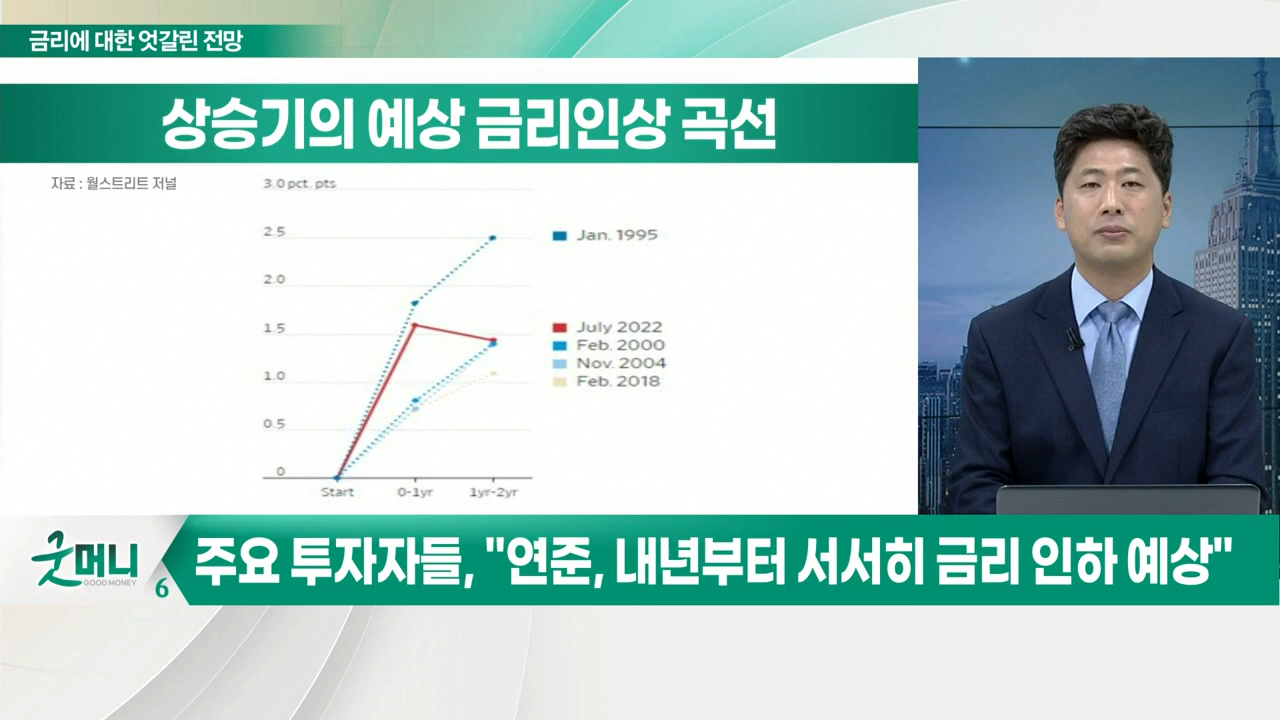 금리에 대한 엇갈린 전망
상승기의 예상 금리인상 곡선
자료 : 월스트리트 저널
3.0 pct. pts
2.5
2.0
1.5
1.0
0.5
0
Start 0-1yr 1yr-2yr
Jan. 1995
July 2022
Feb. 2000
Nov. 2004
Feb. 2018
굿머니
GOOD MONEY
6
주요 투자자들, "연준, 내년부터 서서히 금리 인하 예상"